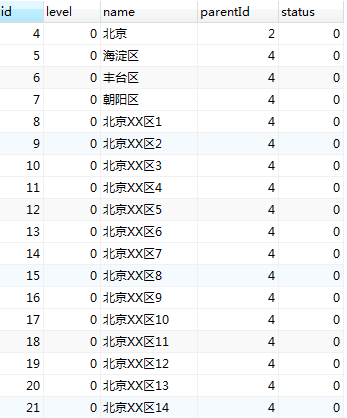 id level name parentId status
4 0 北京 2 0
5 0 海淀区 4 0
6 0 丰台区 4 0
7 0 朝阳区 4 0
8 0 北京XX区1 4 0
9 0 北京XX区2 4 0
10 0 北京XX区3 4 0
11 0 北京XX区4 4 0
12 0 北京XX区5 4 0
13 0 北京XX区6 4 0
14 0 北京XX区7 4 0
15 0 北京XX区8 4 0
16 0 北京XX区9 4 0
17 0 北京XX区10 4 0
18 0 北京XX区11 4 0
19 0 北京XX区12 4 0
20 0 北京XX区13 4 0
21 0 北京XX区14 4 0